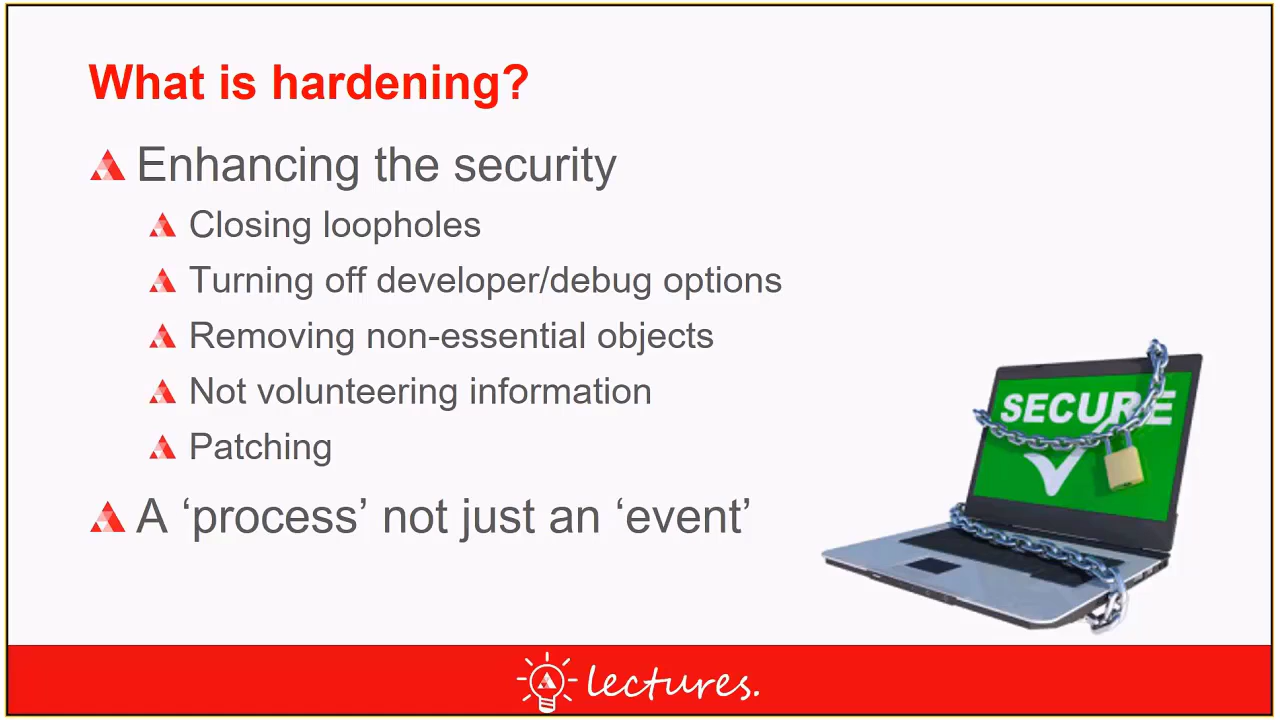 What is hardening?
Enhancing the security
Closing loopholes
Turning off developer/debug options
Removing non-essential objects
Not volunteering information
Patching
A ‘process’ not just an ‘event’
SECURE
lectures.